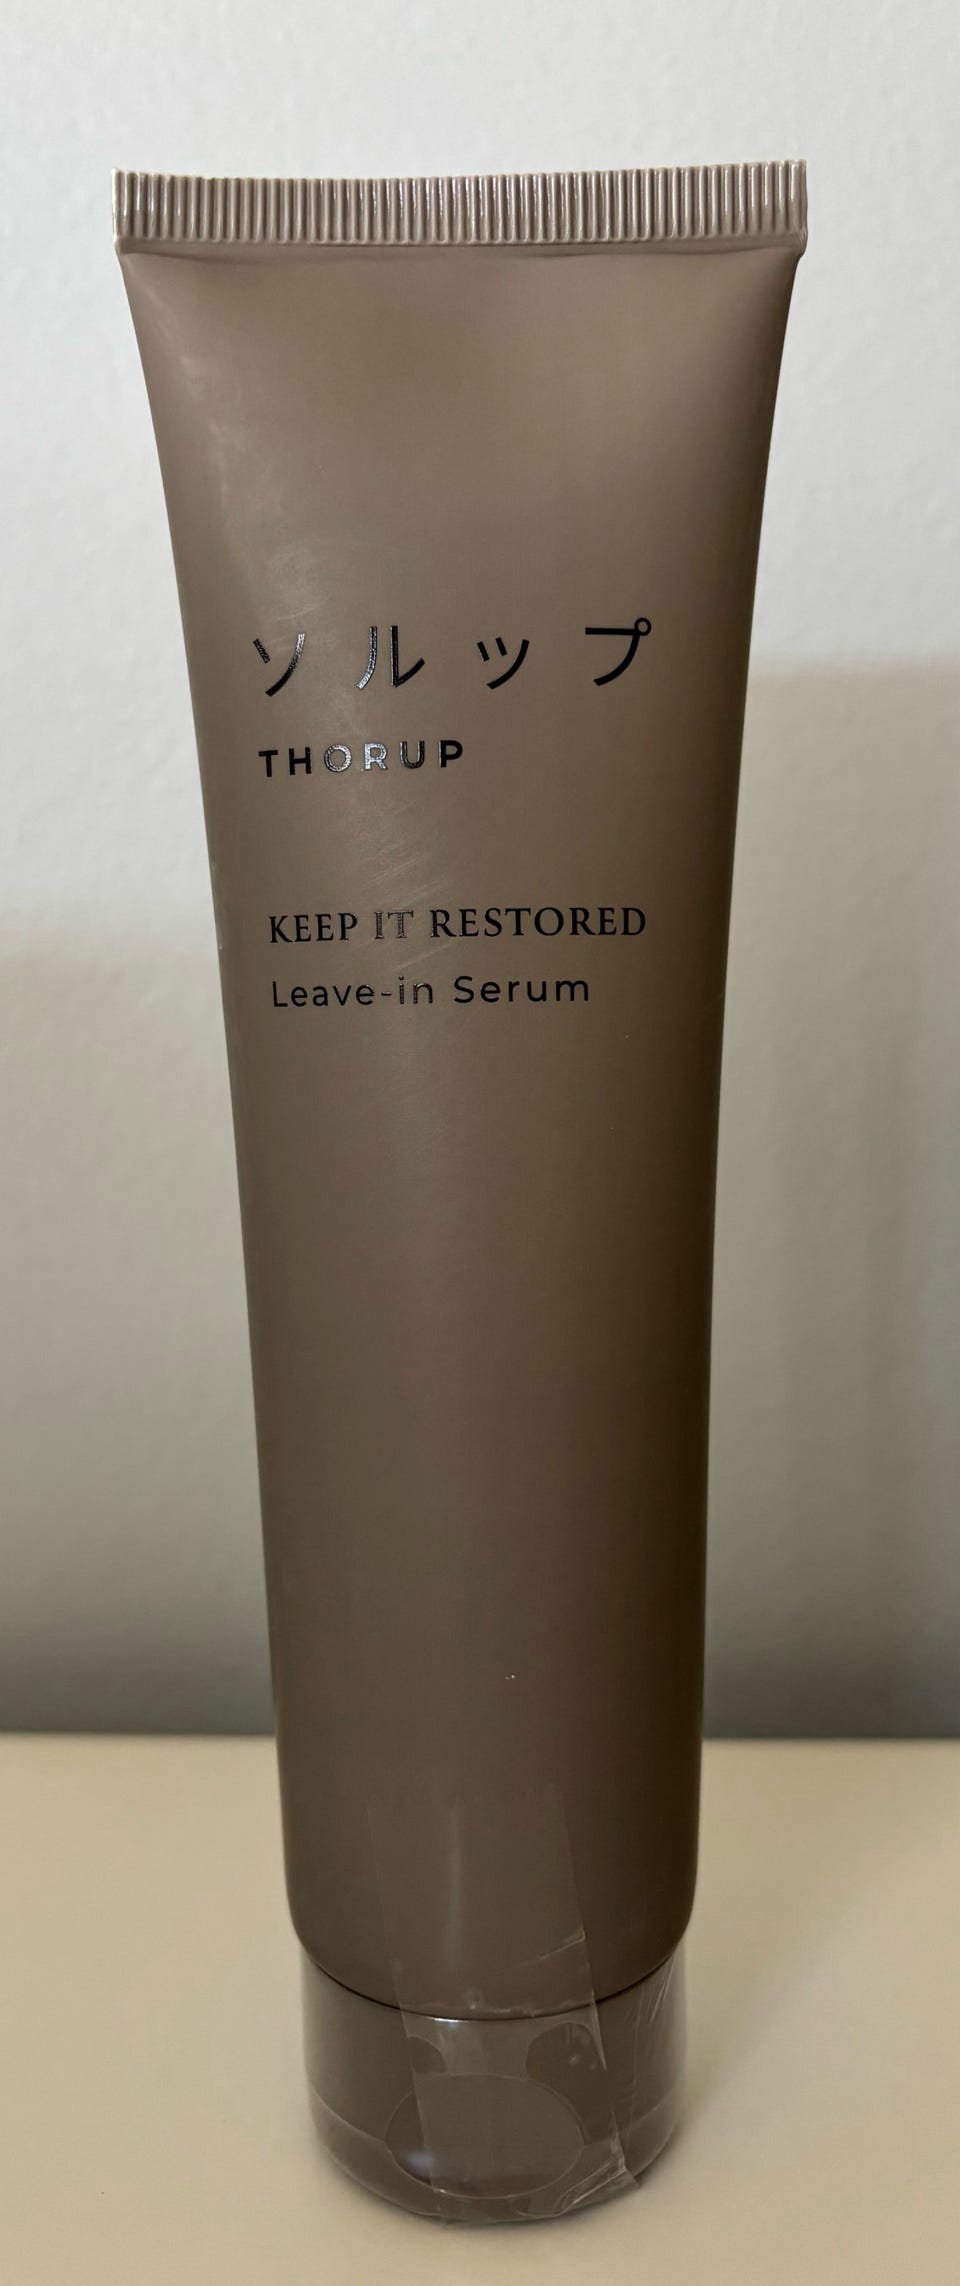 ソルップ
THORUP
KEEP IT RESTORED
Leave-in Serum